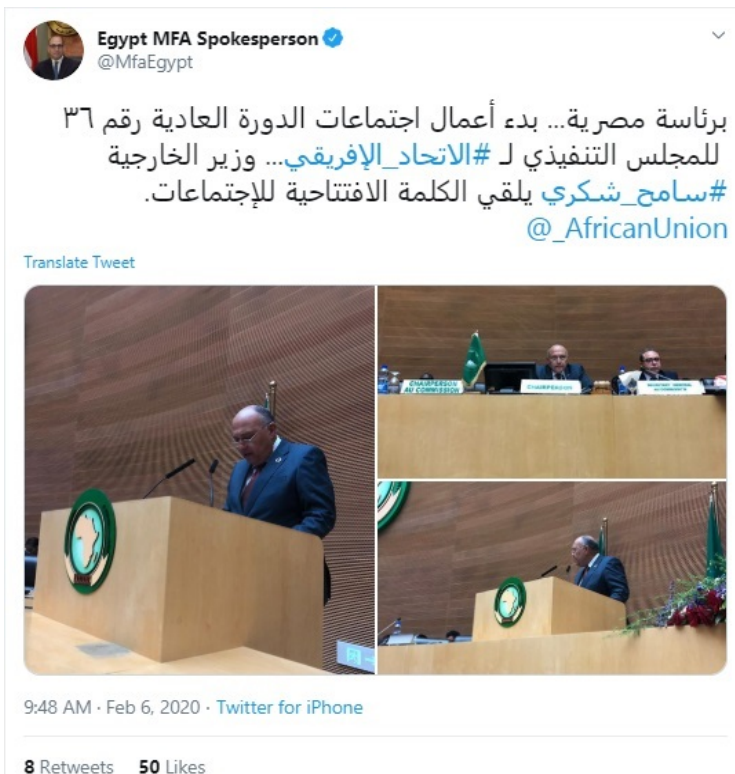 Egypt MFA Spokesperson
@MfaEgypt
برئاسة مصرية... بدء أعمال اجتماعات الدورة العادية رقم ٣٦
للمجلس التنفيذي لـ #الاتحاد_الإفريقي... وزير الخارجية
#سامح_شكري يلقي الكلمة الافتتاحية للإجتماعات.
@_AfricanUnion
Translate Tweet
CHAIRPERSON
AU COMMISSION
CHAIRPERSON
9:48 AM · Feb 6, 2020 · Twitter for iPhone
8 Retweets 50 Likes